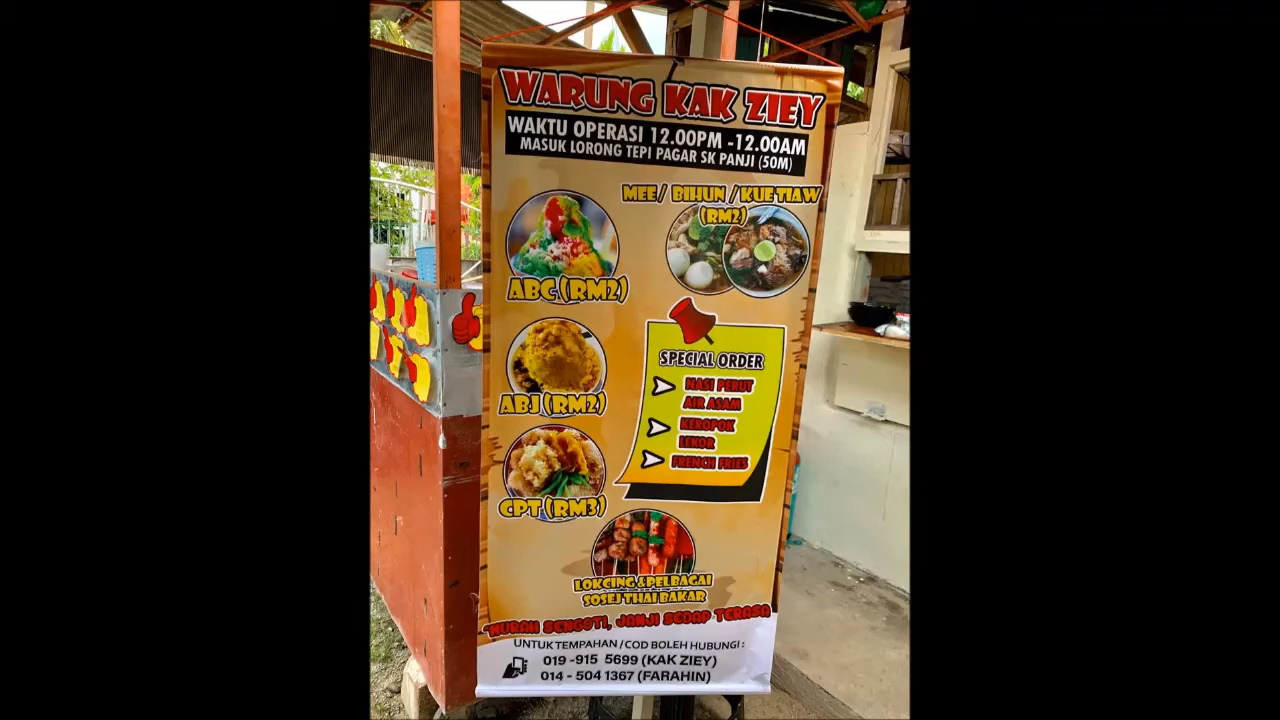 WARUNG KAK ZIEY
WAKTU OPERASI 12.00PM -12.00AM
MASUK LORONG TEPI PAGAR SK PANJI (50M)
MEE / BIHUN / KUE TIAW
(RM2)
ABC (RM2)
ABJ (RM2)
CPT (RM3)
SPECIAL ORDER
NASI PERUT
AIR ASAM
KEROPOK
LEKOR
FRENCH FRIES
LOKCING & PELBAGAI
SOSEJ THAI BAKAR
"MURAH SENGOTI, JANJI SEDAP TERASA
UNTUK TEMPAHAN / COD BOLEH HUBUNGI :
019 -915 5699 (KAK ZIEY)
014 - 504 1367 (FARAHIN)